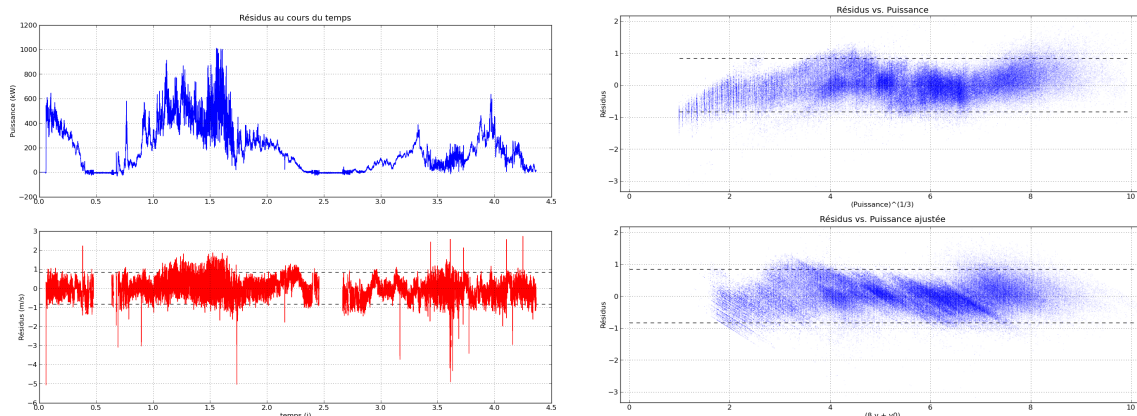 Résidus au cours du temps
1200
1000
800
600
400
200
0
−200
Puissance (kW)
0.0 0.5 1.0 1.5 2.0 2.5 3.0 3.5 4.0 4.5
3
2
1
0
−1
−2
−3
−4
−5
−6
Résidus (m/s)
0.0 0.5 1.0 1.5 2.0 2.5 3.0 3.5 4.0 4.5
temps (j)
Résidus vs. Puissance
3
2
1
0
−1
−2
−3
Résidus
0 2 4 6 8 10
(Puissance)^(1/3)
Résidus vs. Puissance ajustée
3
2
1
0
−1
−2
−3
Résidus
0 2 4 6 8 10